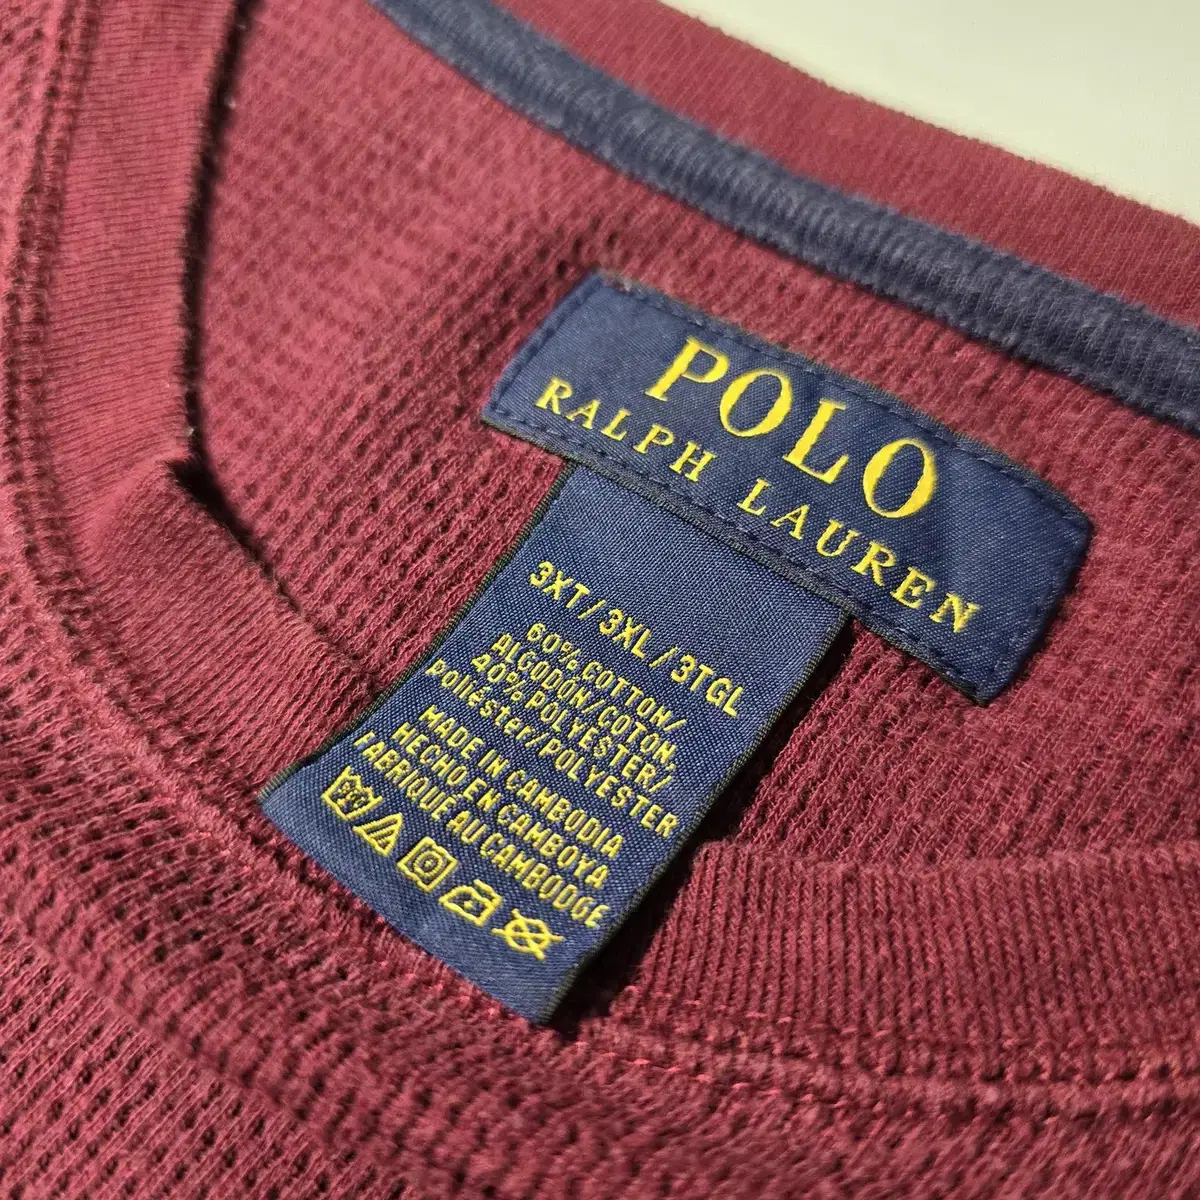 POLO
RALPH LAUREN
3XT/3XL/3TGL
60% COTTON/
ALGODÓN/COTON,
40% POLYESTER/
poliéster/POLYESTER
MADE IN CAMBODIA
HECHO EN CAMBOYA
FABRIQUÉ AU CAMBODGE